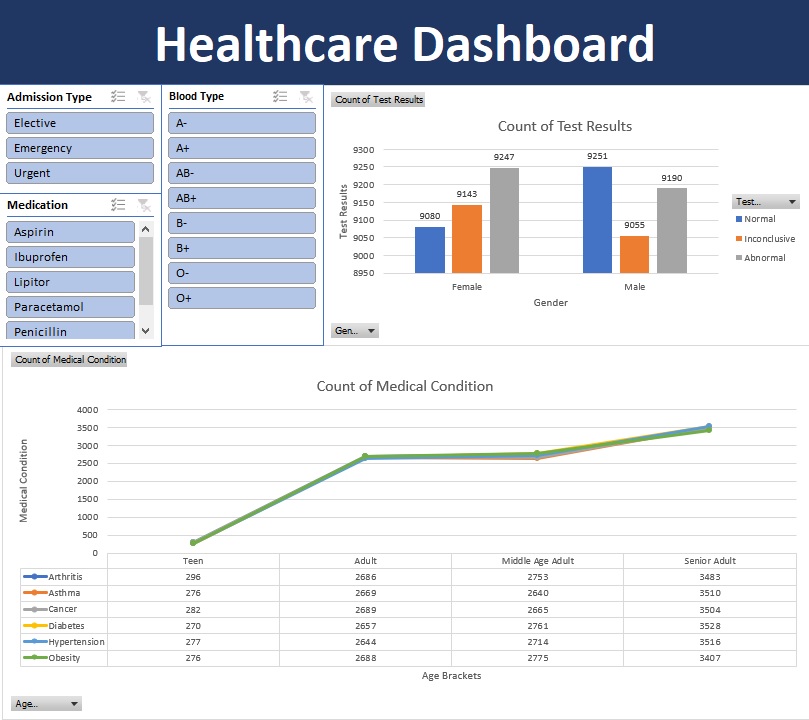 Healthcare Dashboard
Admission Type
Elective
Emergency
Urgent
Medication
Aspirin
Ibuprofen
Lipitor
Paracetamol
Penicillin
Blood Type
A-
A+
AB-
AB+
B-
B+
O-
O+
Count of Test Results
Count of Test Results
9300
9250
9200
9150
9100
9050
9000
8950
Test Results
9080
9143
9247
9251
9055
9190
Female
Male
Gender
Test...
Normal
Inconclusive
Abnormal
Gen...
Count of Medical Condition
Count of Medical Condition
4000
3500
3000
2500
2000
1500
1000
500
0
Medical Condition
Teen Adult Middle Age Adult Senior Adult
Arthritis 296 2686 2753 3483
Asthma 276 2669 2640 3510
Cancer 282 2689 2665 3504
Diabetes 270 2657 2761 3528
Hypertension 277 2644 2714 3516
Obesity 276 2688 2775 3407
Age Brackets
Age...